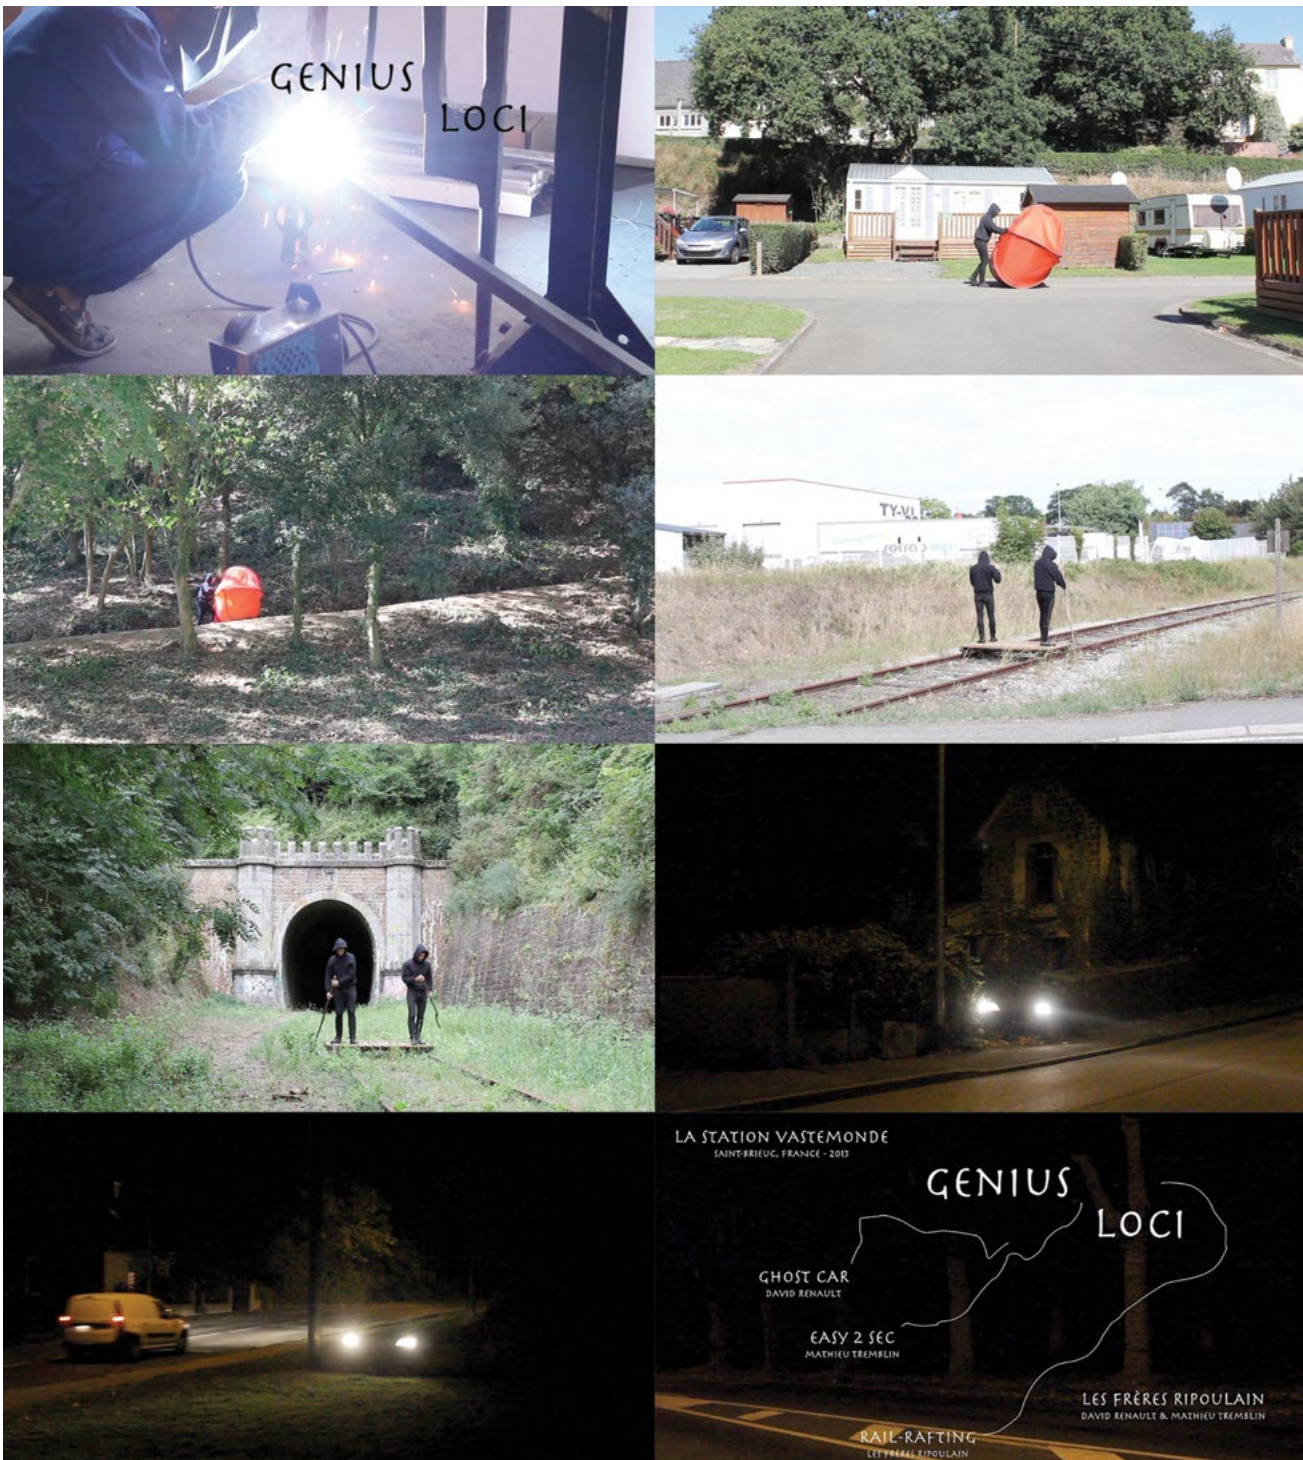 GENIUS
LOCI
TY-VI
LA STATION VASTEMONDE
SAINT-BRIEUC, FRANCE - 2013
GENIUS
LOCI
GHOST CAR
DAVID RENAULT
EASY 2 SEC
MATHIEU TREMBLIN
LES FRÈRES RIPOULAIN
DAVID RENAULT & MATHIEU TREMBLIN
RAIL-RAFTING
LES FRÈRES RIPOULAIN